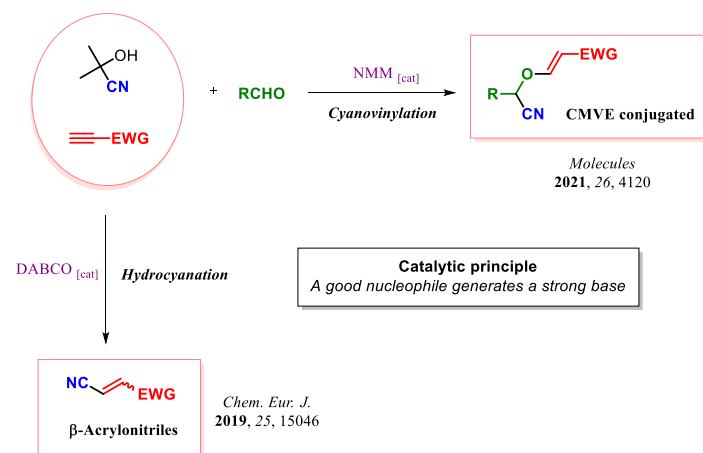 OH
CN
EWG
+
RCHO
NMM [cat]
Cyanovinylation
EWG
O
R
CN
CMVE conjugated
Molecules
2021, 26, 4120
DABCO [cat]
Hydrocyanation
Catalytic principle
A good nucleophile generates a strong base
NC
EWG
β-Acrylonitriles
Chem. Eur. J.
2019, 25, 15046